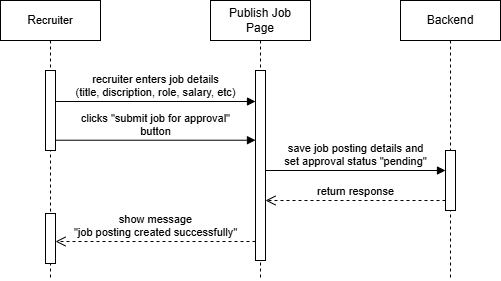 Recruiter
Publish Job
Page
Backend
recruiter enters job details
(title, discription, role, salary, etc)
clicks "submit job for approval"
button
save job posting details and
set approval status "pending"
return response
show message
"job posting created successfully"